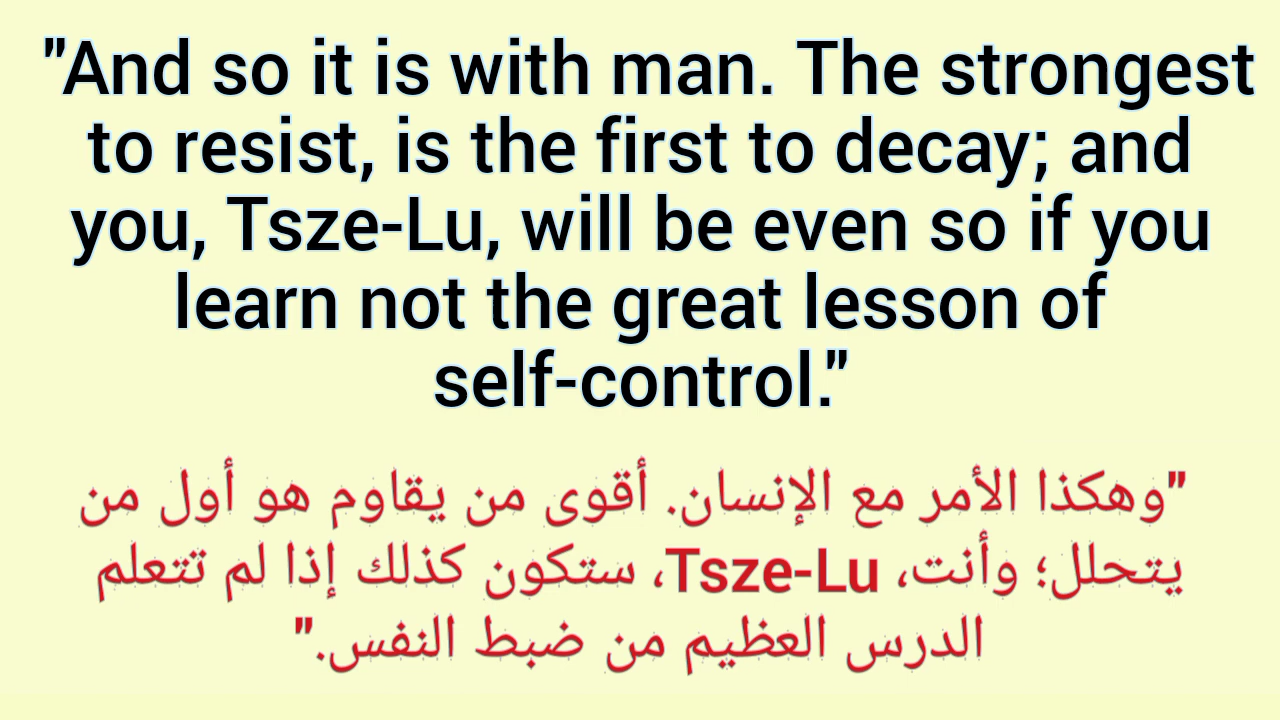 "And so it is with man. The strongest
to resist, is the first to decay; and
you, Tsze-Lu, will be even so if you
learn not the great lesson of
self-control."
"وهكذا الأمر مع الإنسان. أقوى من يقاوم هو أول من
يتحلل؛ وأنت، Tsze-Lu، ستكون كذلك إذا لم تتعلم
الدرس العظيم من ضبط النفس."